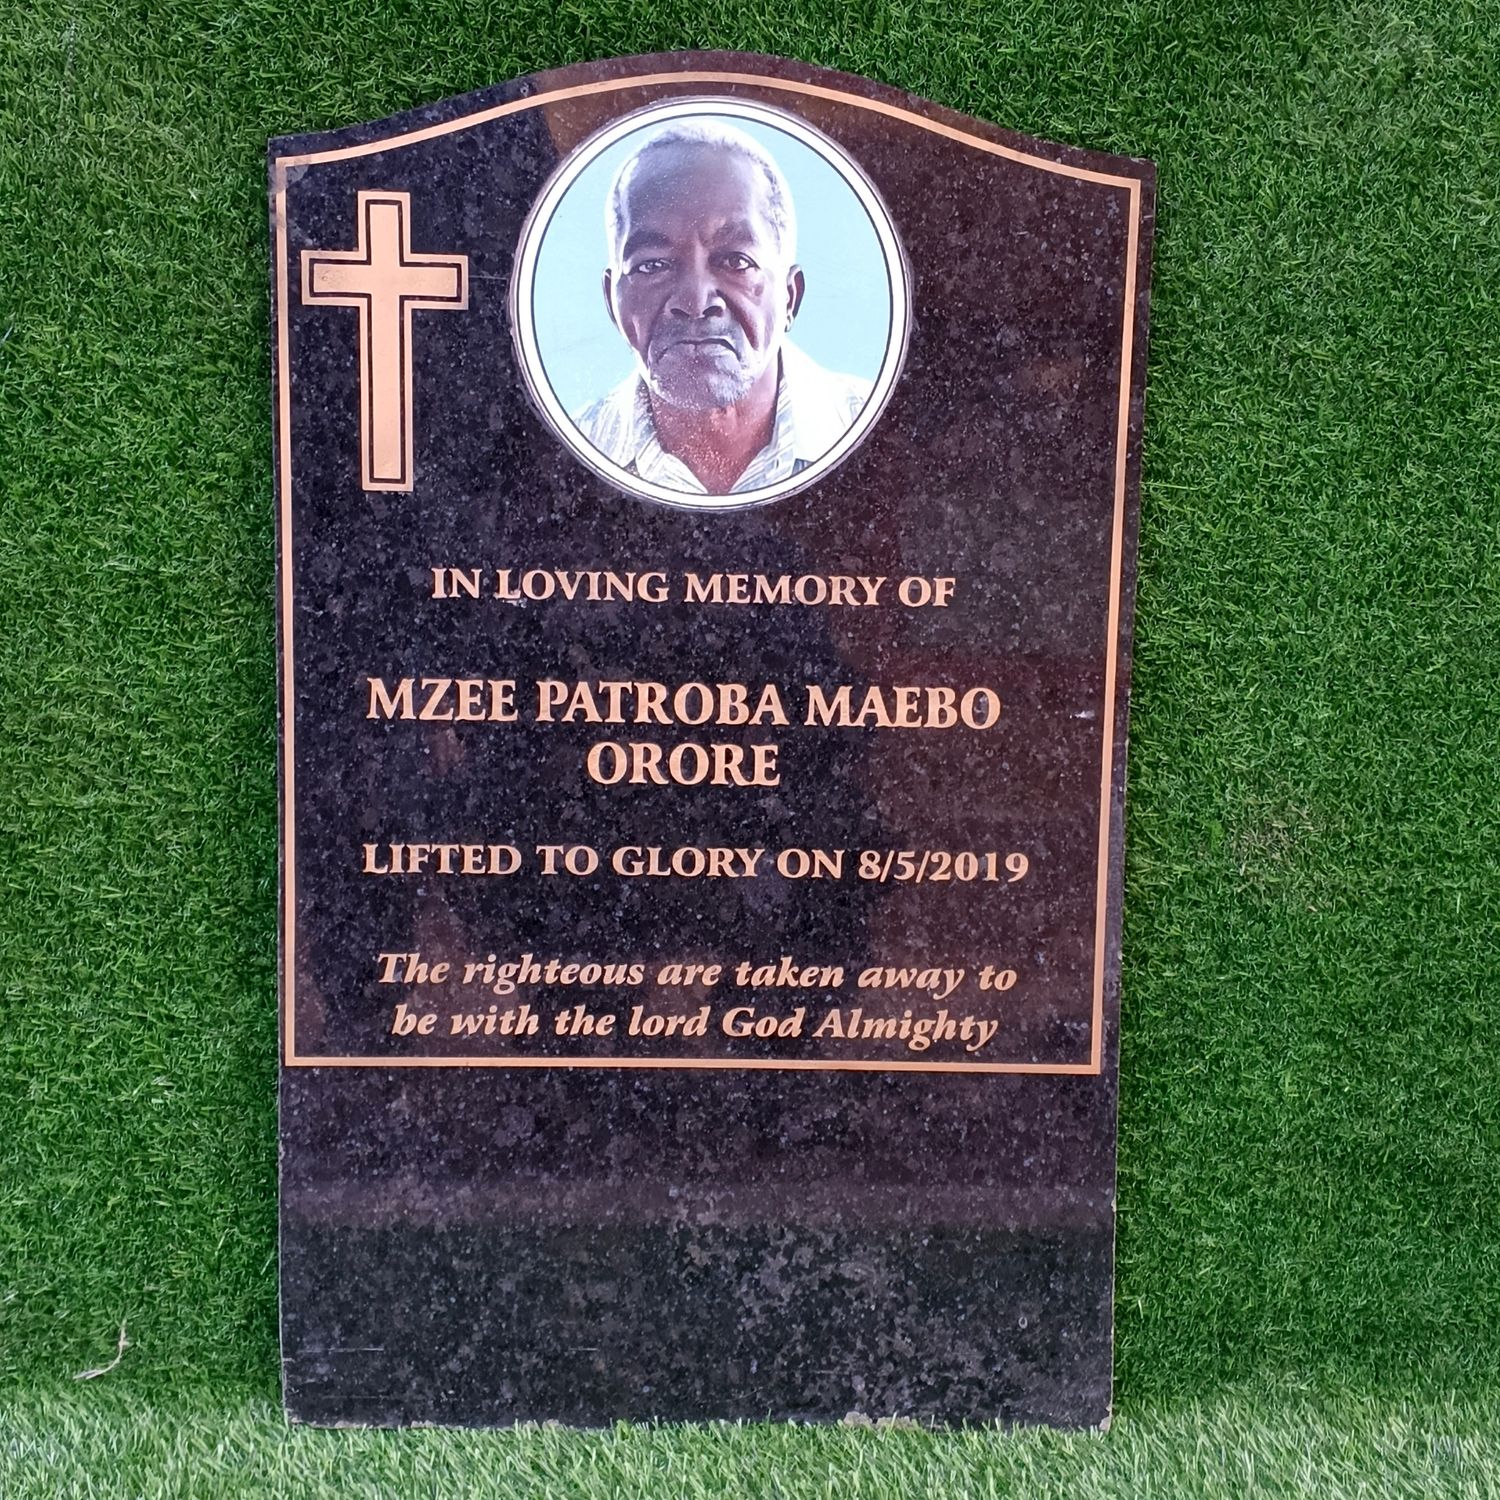 IN LOVING MEMORY OF
MZEE PATROBA MAEBO
ORORE
LIFTED TO GLORY ON 8/5/2019
The righteous are taken away to
be with the lord God Almighty